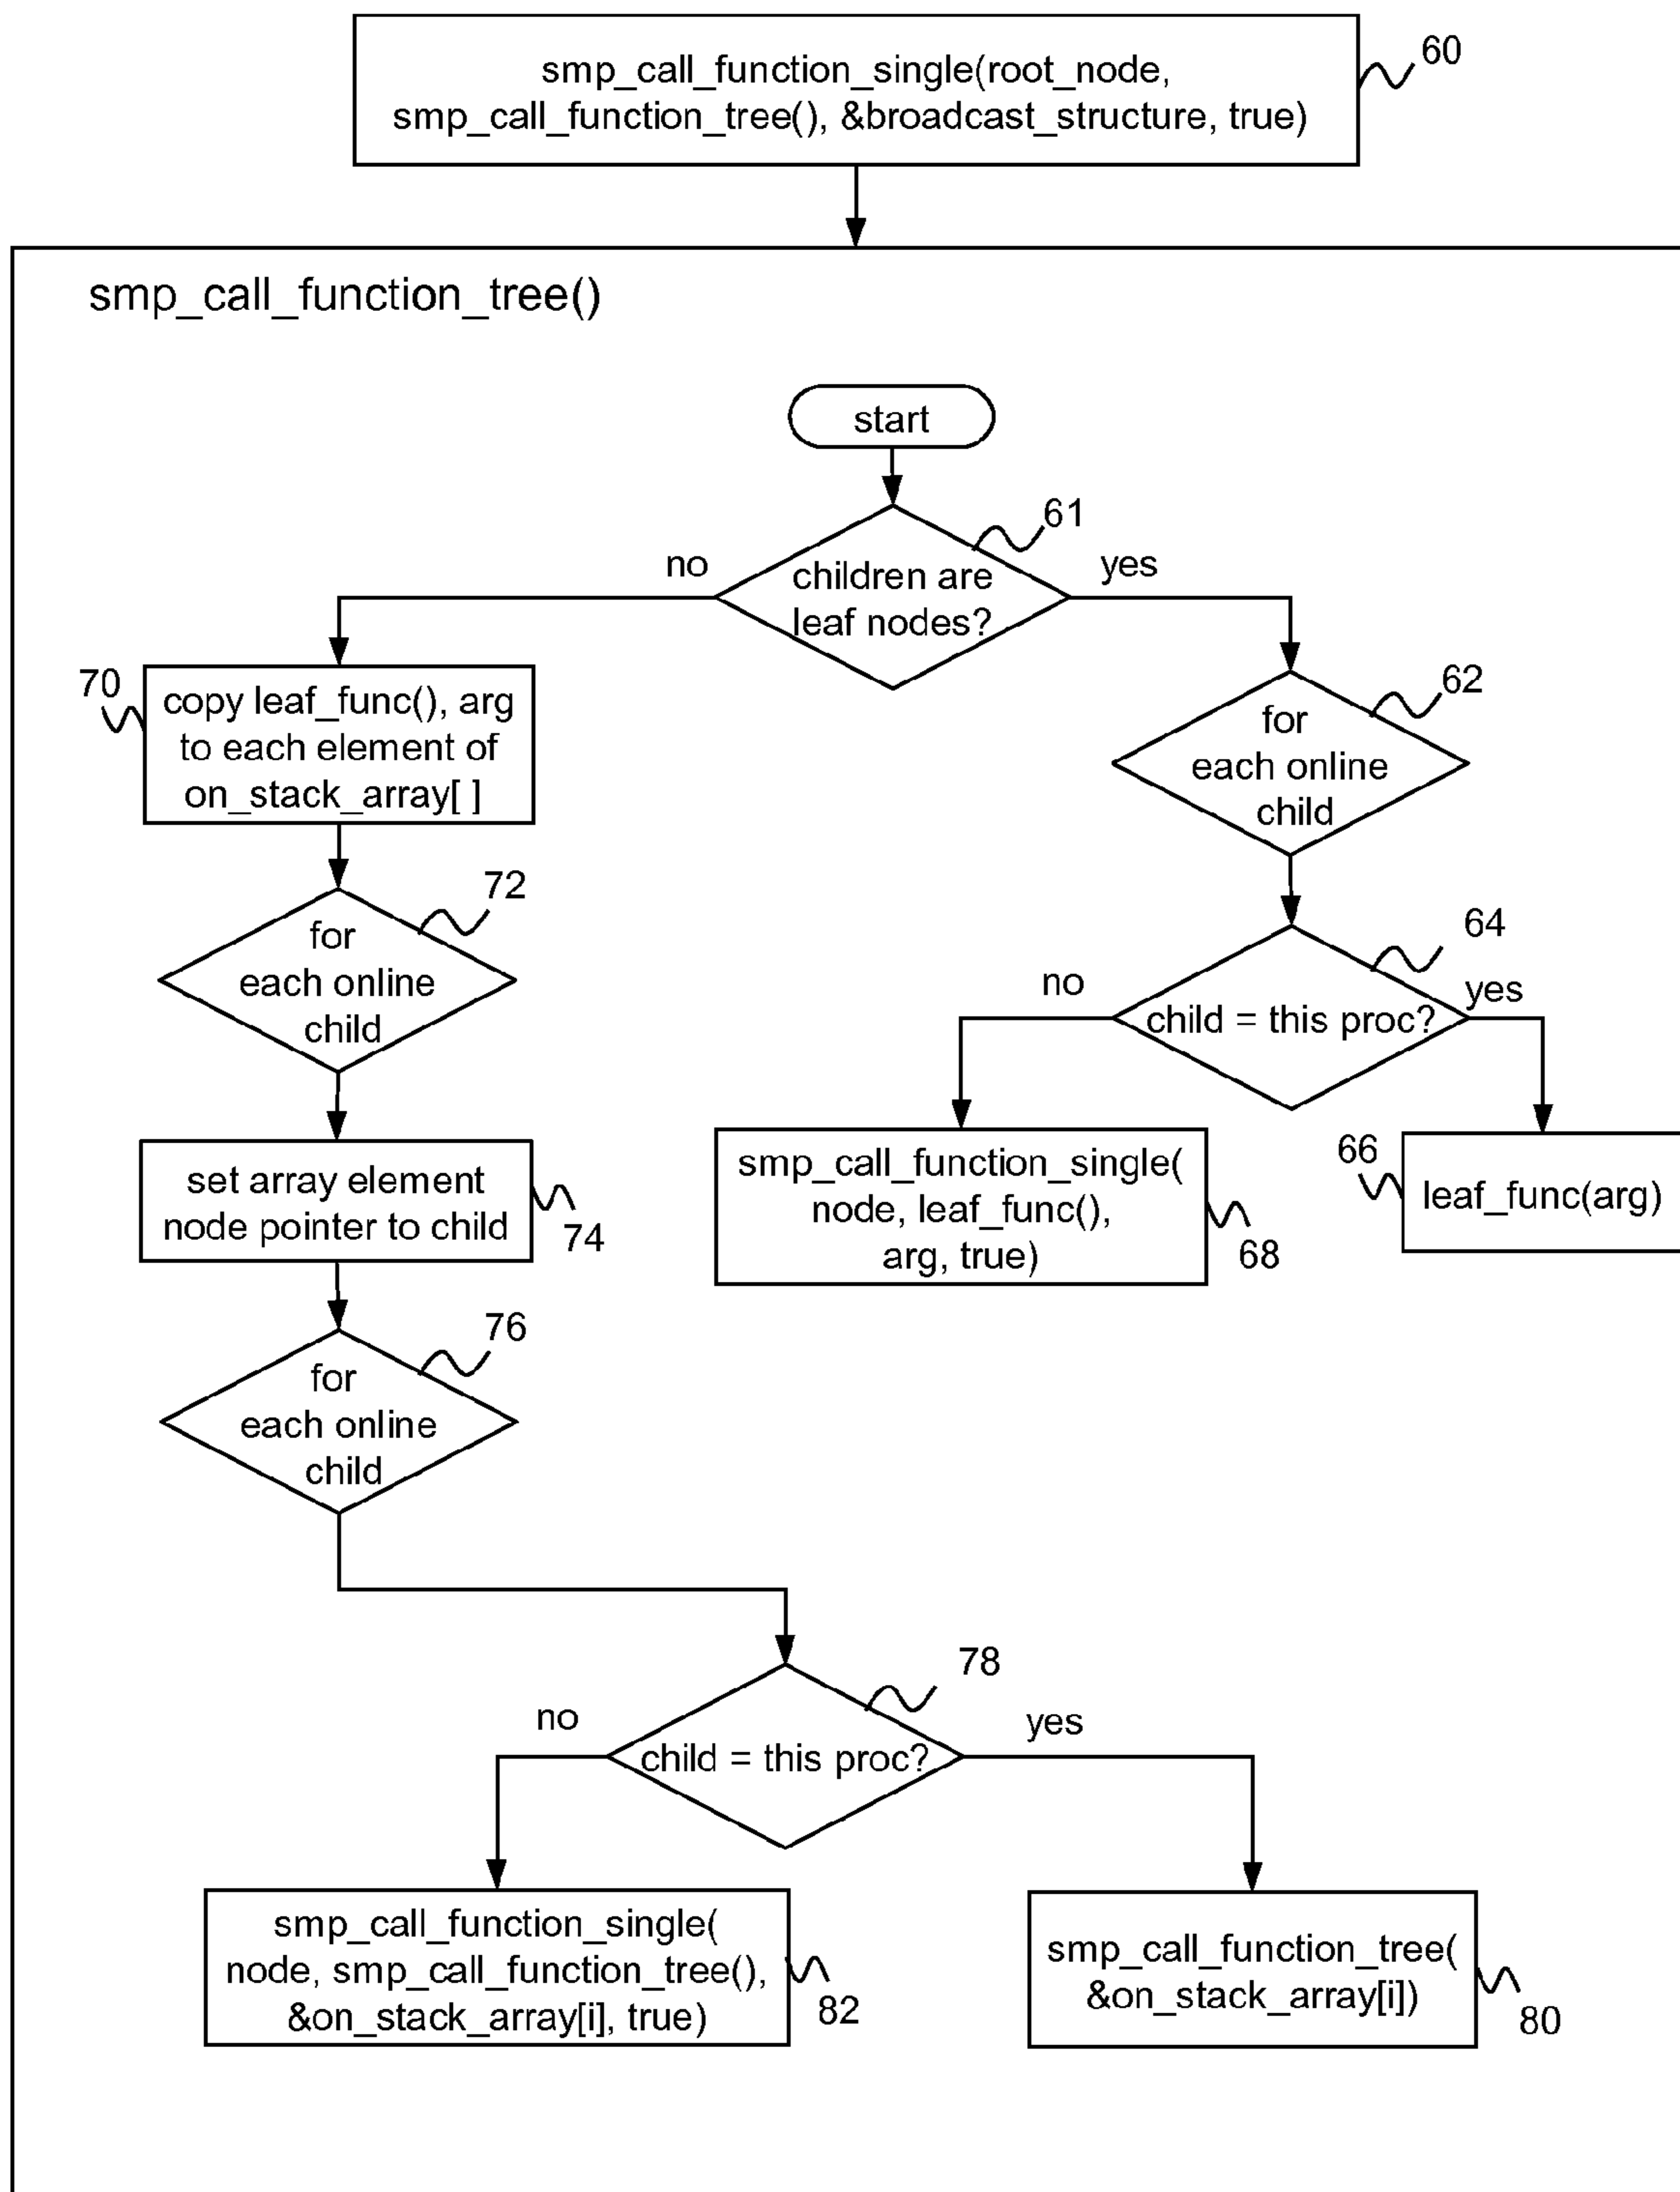 smp_call_function_single(root_node,
smp_call_function_tree(), &broadcast_structure, true)
60
smp_call_function_tree()
start
61
no
yes
children are
leaf nodes?
70
copy leaf_func(), arg
to each element of
on_stack_array[ ]
62
for
each online
child
72
for
each online
child
64
no
yes
child = this proc?
set array element
node pointer to child
74
smp_call_function_single(
node, leaf_func(),
arg, true)
68
66
leaf_func(arg)
76
for
each online
child
78
no
yes
child = this proc?
smp_call_function_single(
node, smp_call_function_tree(),
&on_stack_array[i], true)
82
smp_call_function_tree(
&on_stack_array[i])
80